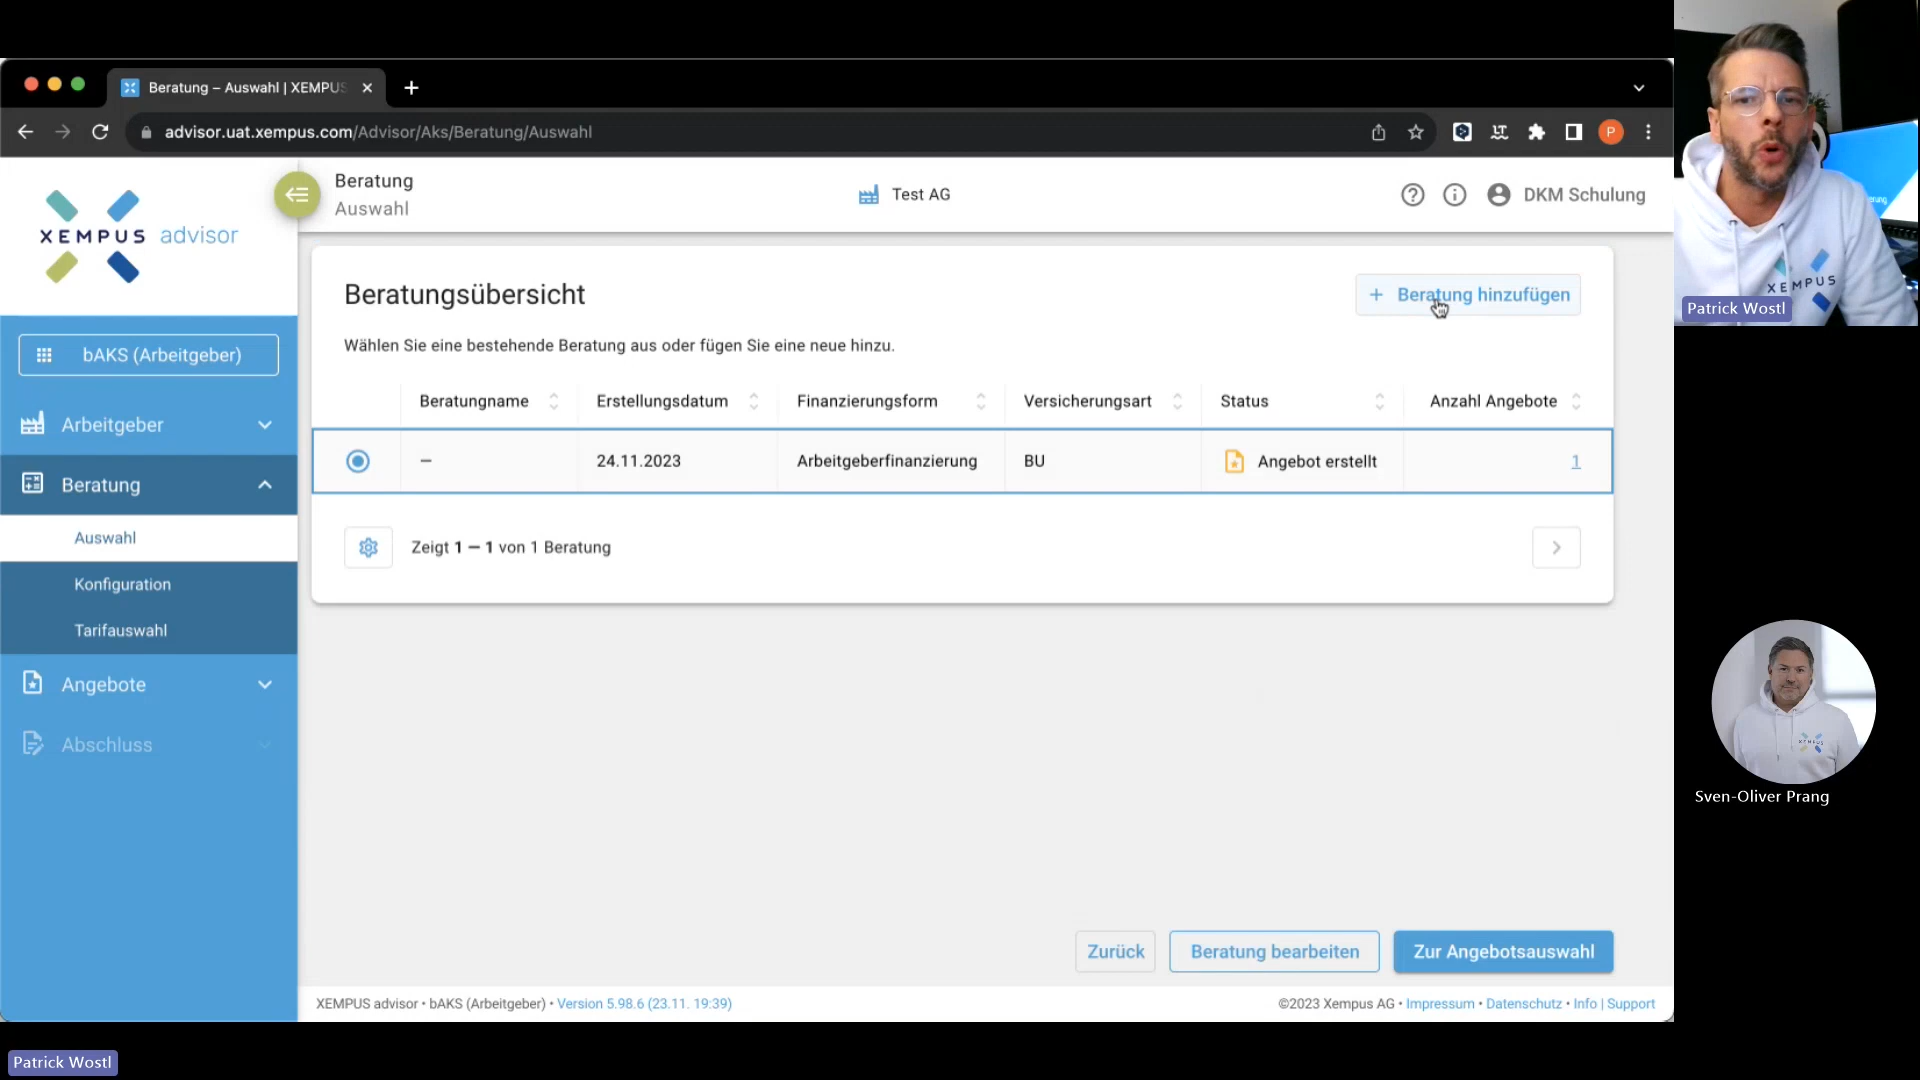 Beratung – Auswahl | XEMPUS
advisor.uat.xempus.com/Advisor/Aks/Beratung/Auswahl
P
XEMPUS advisor
Beratung
Auswahl
Test AG
DKM Schulung
bAKS (Arbeitgeber)
Arbeitgeber
Beratung
Auswahl
Konfiguration
Tarifauswahl
Angebote
Abschluss
Beratungsübersicht
+ Beratung hinzufügen
Wählen Sie eine bestehende Beratung aus oder fügen Sie eine neue hinzu.
Beratungname Erstellungsdatum Finanzierungsform Versicherungsart Status Anzahl Angebote
– 24.11.2023 Arbeitgeberfinanzierung BU Angebot erstellt 1
Zeigt 1 – 1 von 1 Beratung
Zurück
Beratung bearbeiten
Zur Angebotsauswahl
XEMPUS advisor • bAKS (Arbeitgeber) • Version 5.98.6 (23.11. 19:39)
©2023 Xempus AG • Impressum • Datenschutz • Info | Support
XEMPUS
Patrick Wostl
XEMPUS
Sven-Oliver Prang
Patrick Wostl